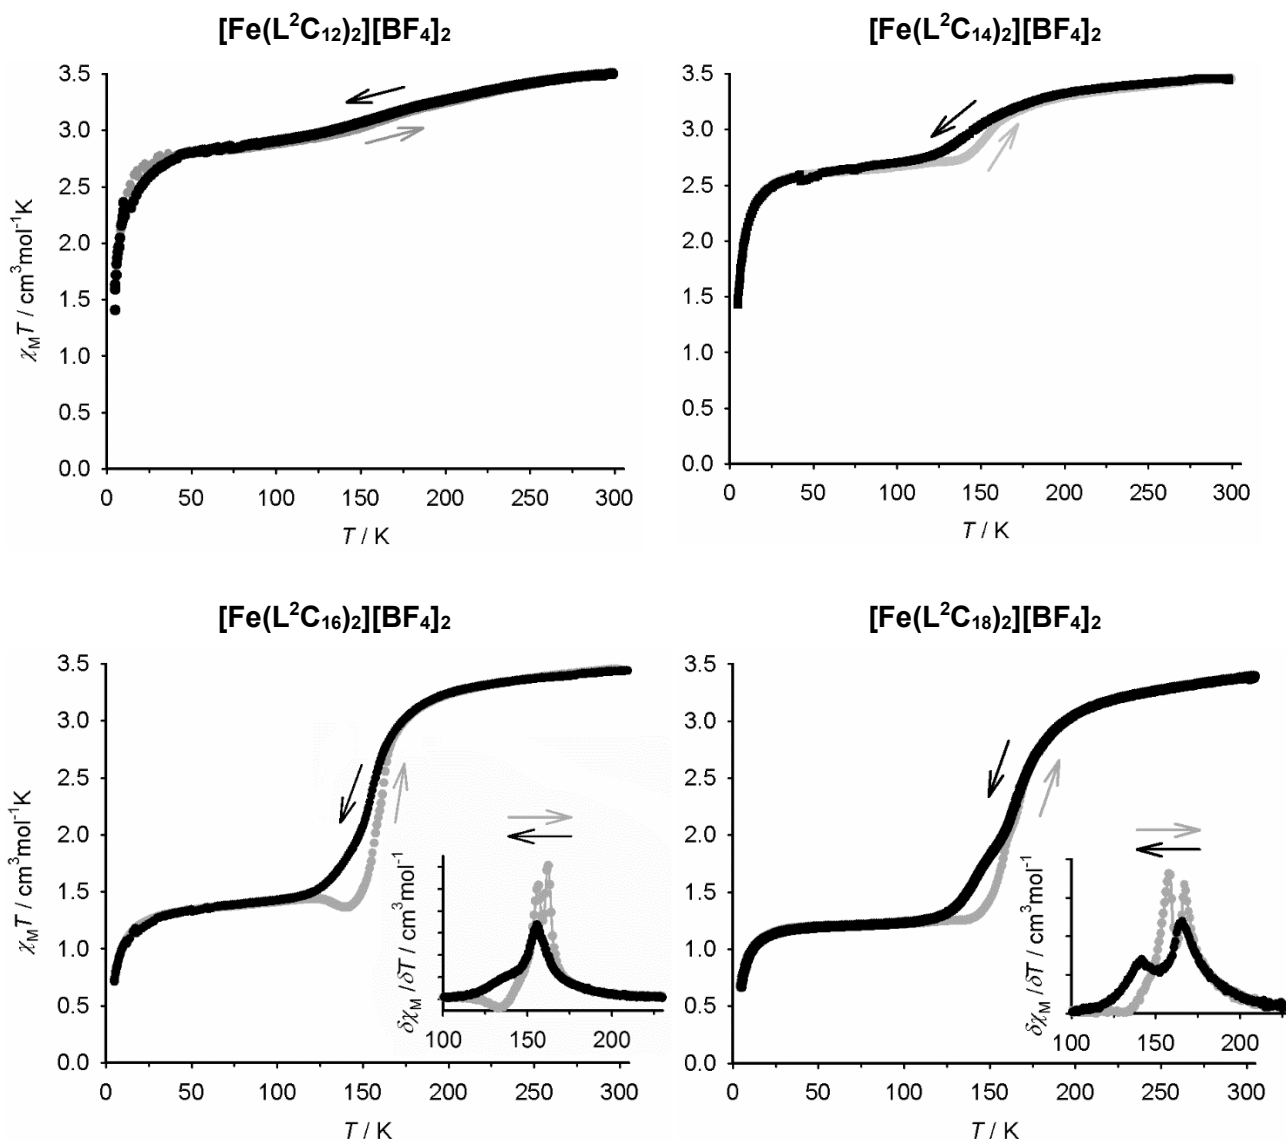 [Fe(L²C₁₂)₂][BF₄]₂
3.5
3.0
2.5
2.0
1.5
1.0
0.5
0.0
χ_M T / cm³mol⁻¹K
0 50 100 150 200 250 300
T / K
[Fe(L²C₁₄)₂][BF₄]₂
3.5
3.0
2.5
2.0
1.5
1.0
0.5
0.0
0 50 100 150 200 250 300
T / K
[Fe(L²C₁₆)₂][BF₄]₂
3.5
3.0
2.5
2.0
1.5
1.0
0.5
0.0
χ_M T / cm³mol⁻¹K
0 50 100 150 200 250 300
T / K
δχ_M /δT / cm³mol⁻¹
100 150 200
[Fe(L²C₁₈)₂][BF₄]₂
3.5
3.0
2.5
2.0
1.5
1.0
0.5
0.0
0 50 100 150 200 250 300
T / K
δχ_M /δT / cm³mol⁻¹
100 150 200